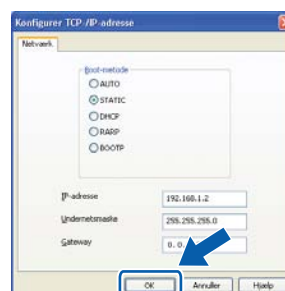 Konfigurer TCP/IP-adresse
Netværk
Boot-metode
AUTO
STATIC
DHCP
RARP
BOOTP
IP-adresse 192.168.1.2
Undernetsmaske 255.255.255.0
Gateway 0.0.
OK Annuller Hjælp